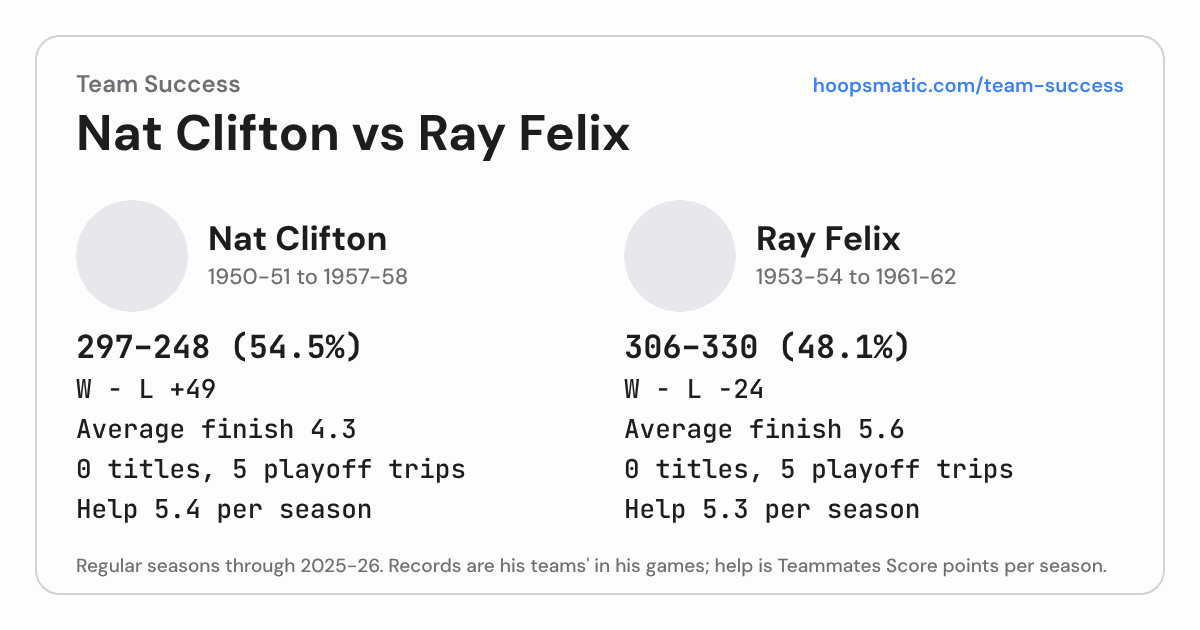 Team Success
hoopsmatic.com/team-success
Nat Clifton vs Ray Felix
Nat Clifton
1950-51 to 1957-58
297-248 (54.5%)
W - L +49
Average finish 4.3
0 titles, 5 playoff trips
Help 5.4 per season
Ray Felix
1953-54 to 1961-62
306-330 (48.1%)
W - L -24
Average finish 5.6
0 titles, 5 playoff trips
Help 5.3 per season
Regular seasons through 2025-26. Records are his teams' in his games; help is Teammates Score points per season.